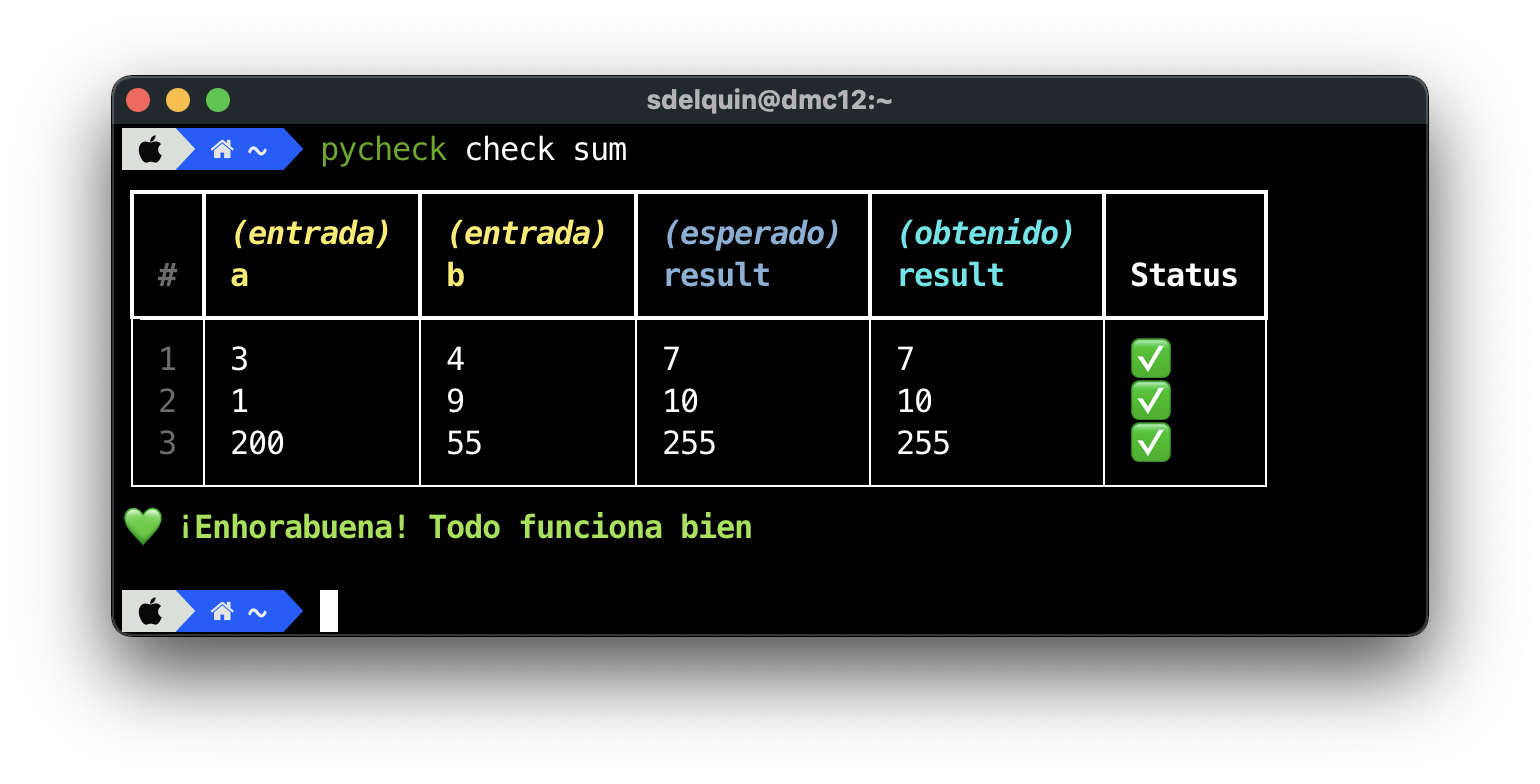 sdelquin@dmc12:~
~ pycheck check sum
(entrada) (entrada) (esperado) (obtenido)
# a b result result Status
1 3 4 7 7
2 1 9 10 10
3 200 55 255 255
¡Enhorabuena! Todo funciona bien
~